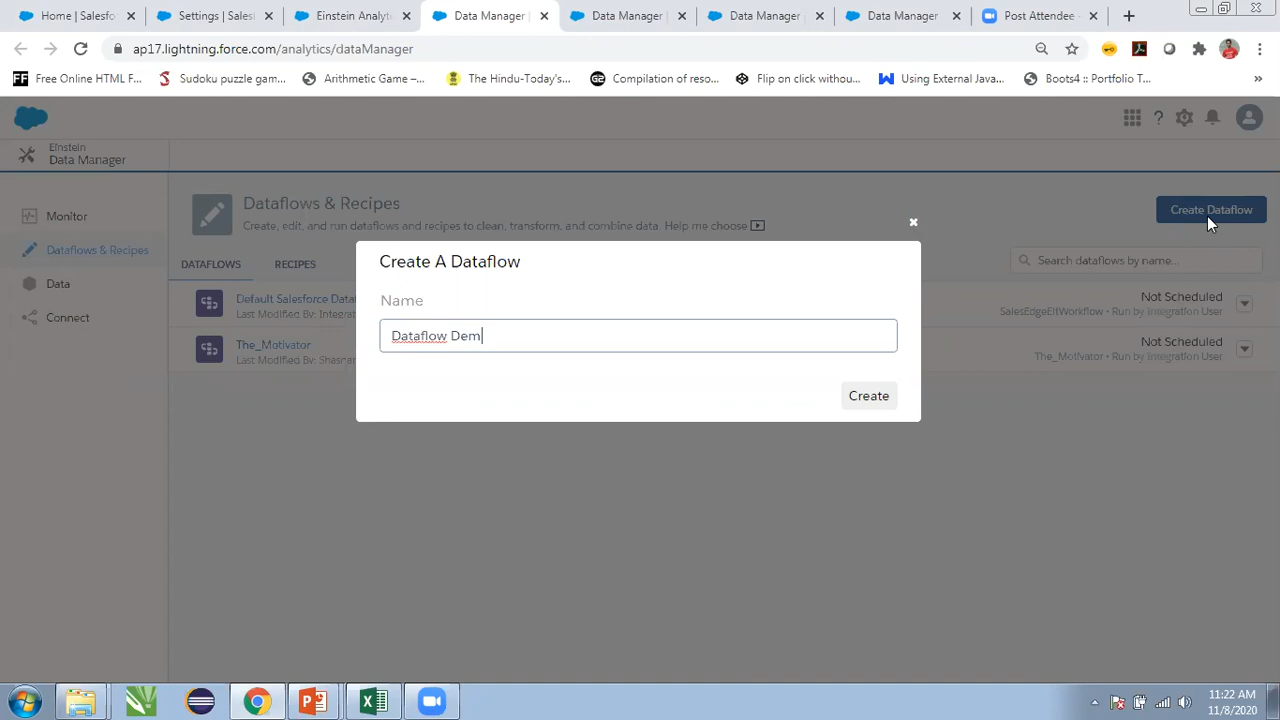 Home | Salesfo
Settings | Sales
Einstein Analyt
Data Manager
Data Manager
Data Manager
Data Manager
Post Attendee -
ap17.lightning.force.com/analytics/dataManager
Free Online HTML F...
Sudoku puzzle gam...
Arithmetic Game –...
The Hindu-Today's...
Compilation of reso...
Flip on click withou...
Using External Java...
Boots4 :: Portfolio T...
Einstein
Data Manager
Monitor
Dataflows & Recipes
Data
Connect
Dataflows & Recipes
Create, edit, and run dataflows and recipes to clean, transform, and combine data. Help me choose
Create Dataflow
DATAFLOWS
RECIPES
Search dataflows by name...
Default Salesforce Data
Last Modified By: Integra
Not Scheduled
SalesEdgeEltWorkflow • Run by Integration User
The_Motivator
Last Modified By: Shasha
Not Scheduled
The_Motivator • Run by Integration User
Create A Dataflow
Name
Dataflow Dem
Create
11:22 AM
11/8/2020